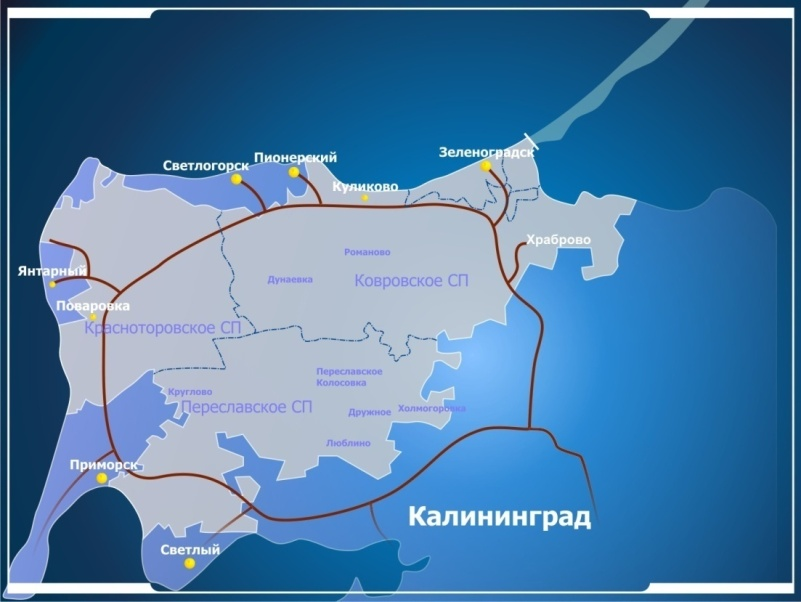 Зеленоградск
Пионерский
Светлогорск
Куликово
Храброво
Романово
Янтарный
Дунаевка
Ковровское СП
Поваровка
Красноторовское СП
Переславское
Колосовка
Круглово
Переславское СП
Дружное
Холмогоровка
Люблино
Приморск
Калининград
Светлый